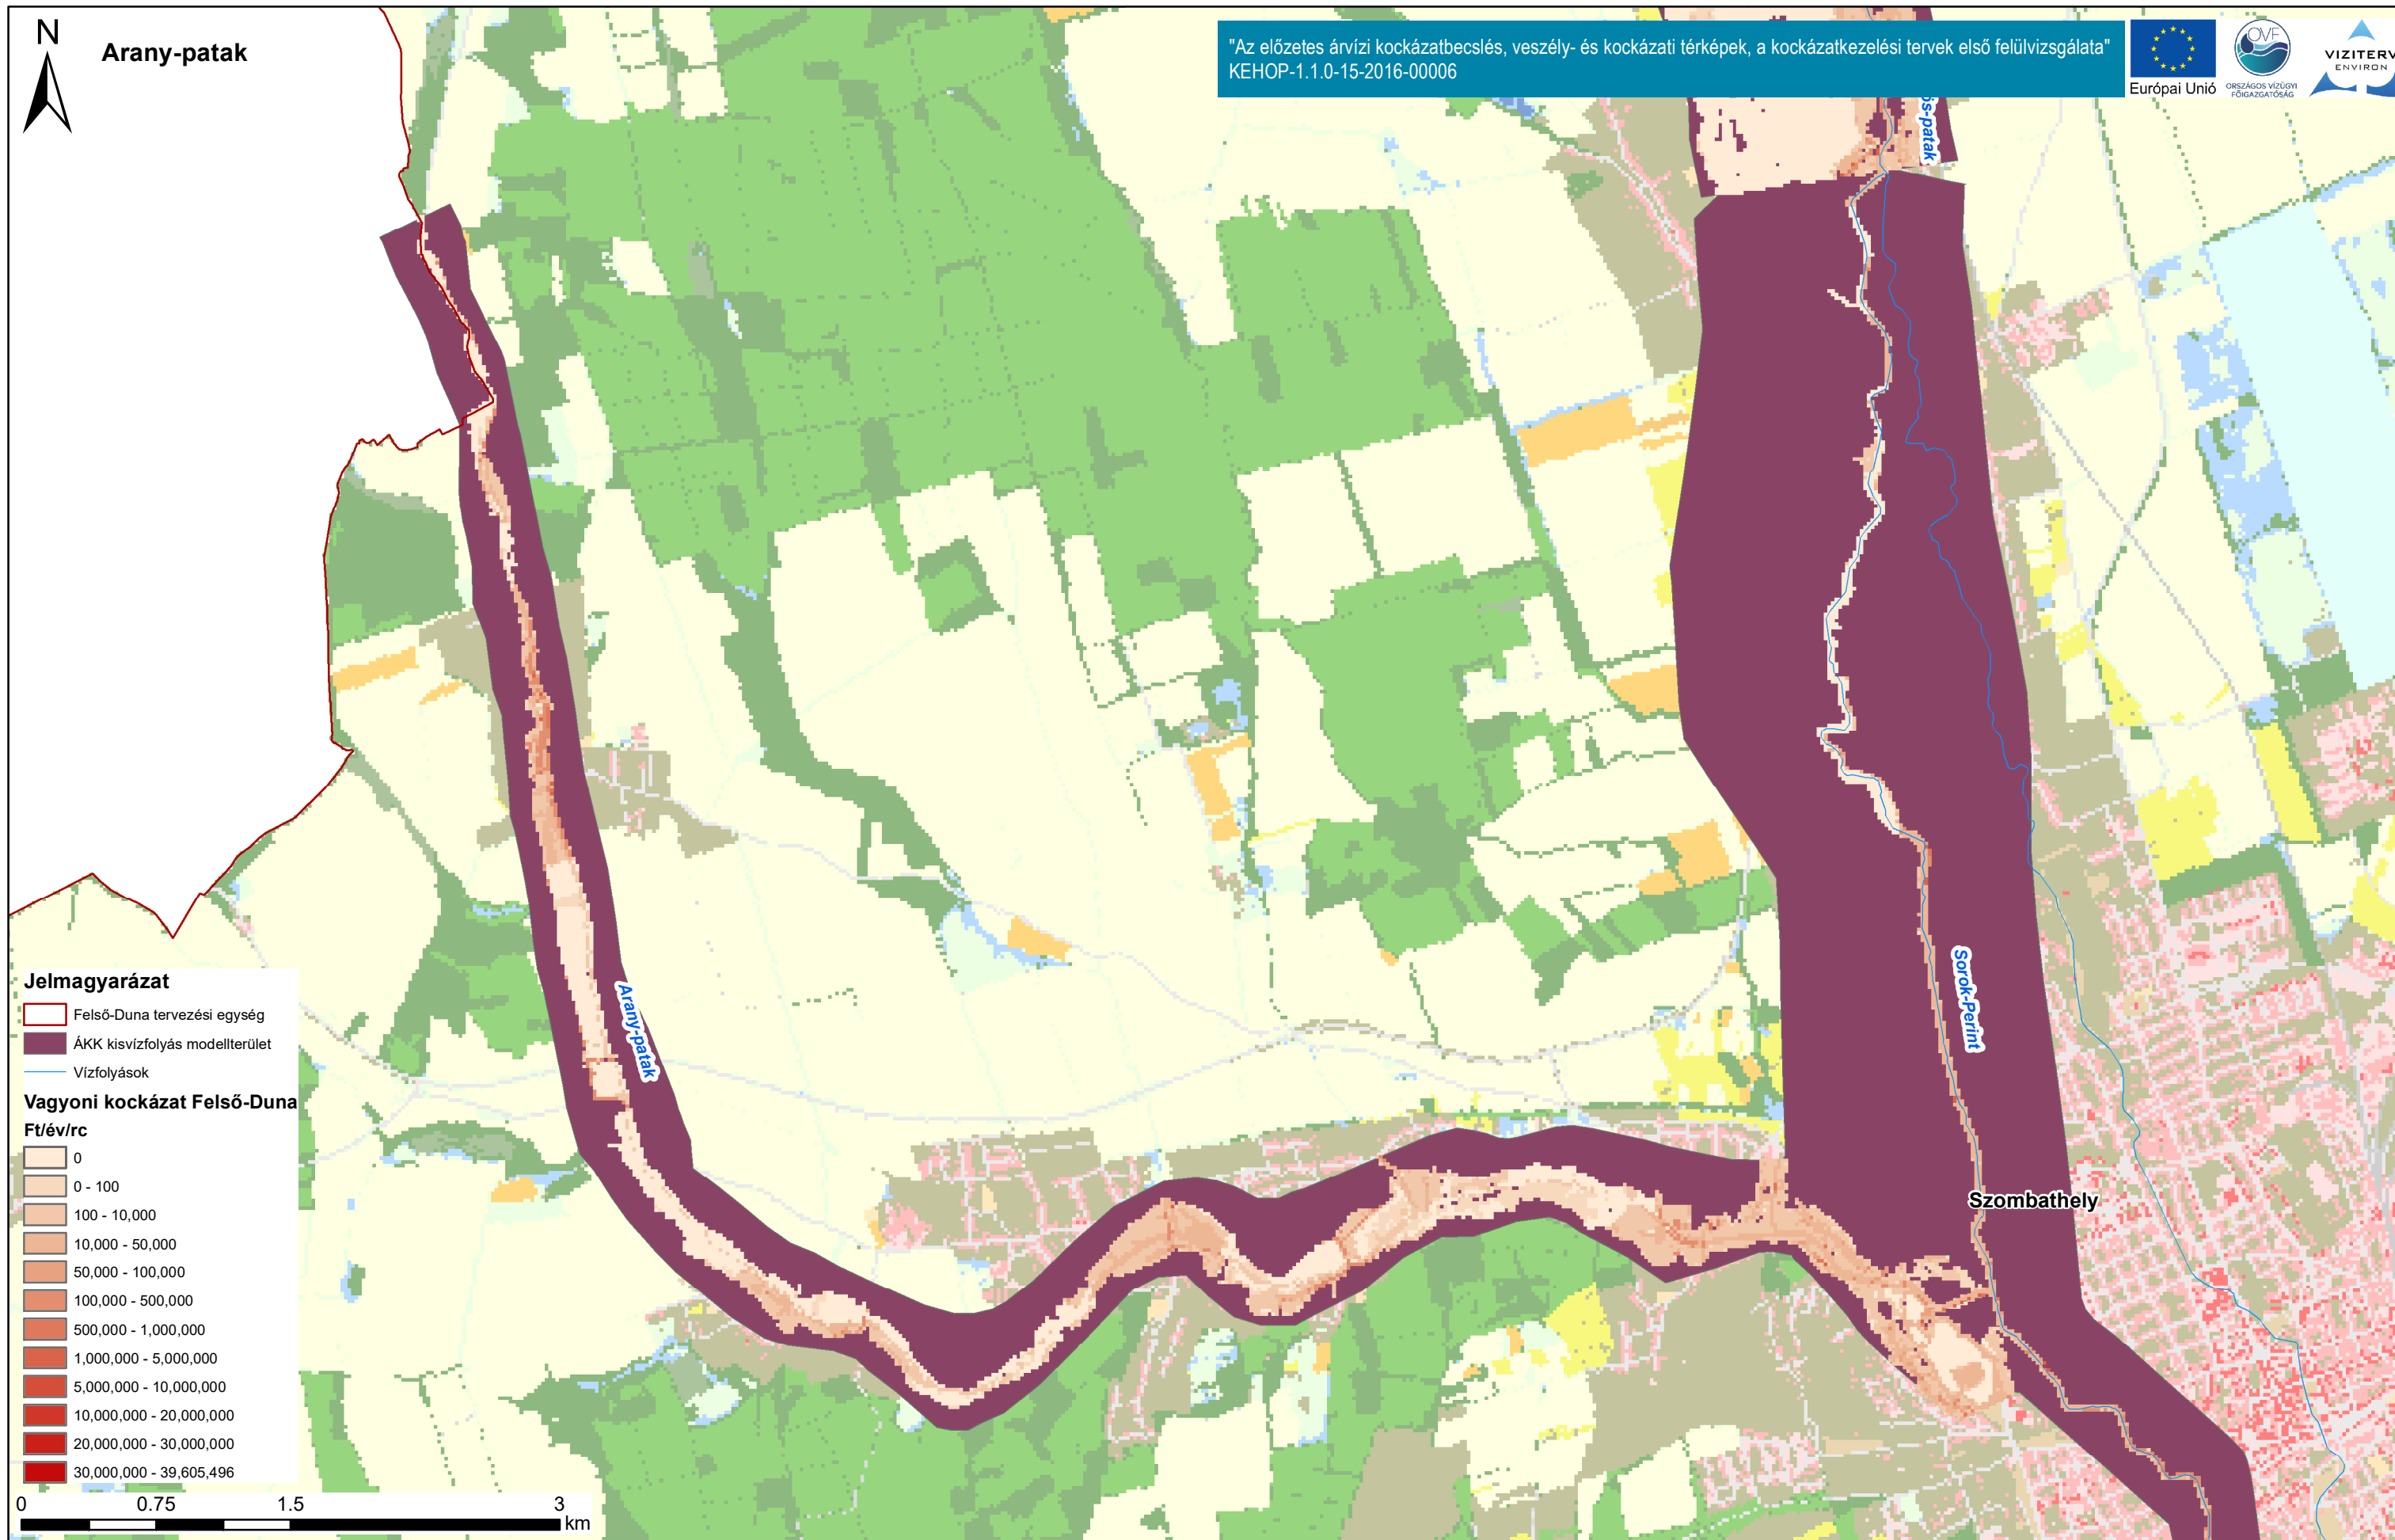 N
Arany-patak
"Az előzetes árvízi kockázatbecslés, veszély- és kockázati térképek, a kockázatkezelési tervek első felülvizsgálata"
KEHOP-1.1.0-15-2016-00006
Európai Unió
OVF
ORSZÁGOS VÍZÜGYI
FŐIGAZGATÓSÁG
VIZITERV
ENVIRON
ös-patak
Sorok-Perint
Arany-patak
Szombathely
Jelmagyarázat
Felső-Duna tervezési egység
ÁKK kisvízfolyás modellterület
Vízfolyások
Vagyoni kockázat Felső-Duna
Ft/év/rc
0
0 - 100
100 - 10,000
10,000 - 50,000
50,000 - 100,000
100,000 - 500,000
500,000 - 1,000,000
1,000,000 - 5,000,000
5,000,000 - 10,000,000
10,000,000 - 20,000,000
20,000,000 - 30,000,000
30,000,000 - 39,605,496
0 0.75 1.5 3
km